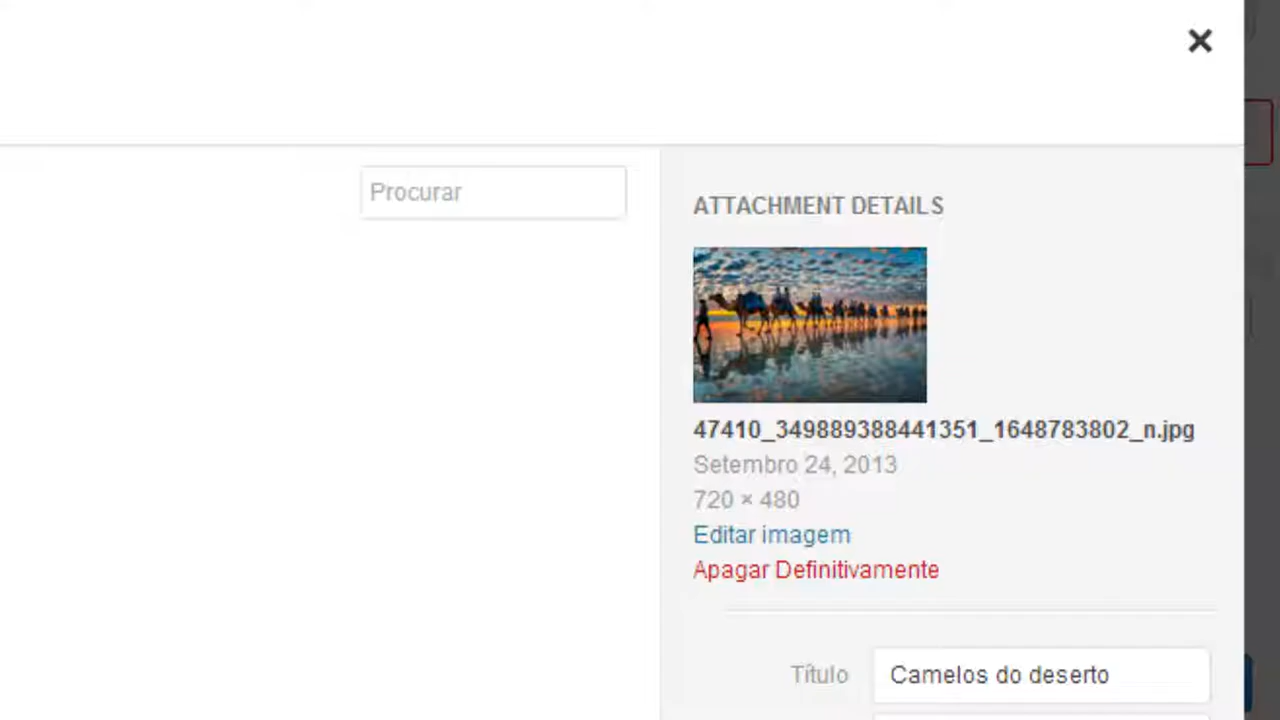 Procurar
ATTACHMENT DETAILS
47410_349889388441351_1648783802_n.jpg
Setembro 24, 2013
720 × 480
Editar imagem
Apagar Definitivamente
Título
Camelos do deserto